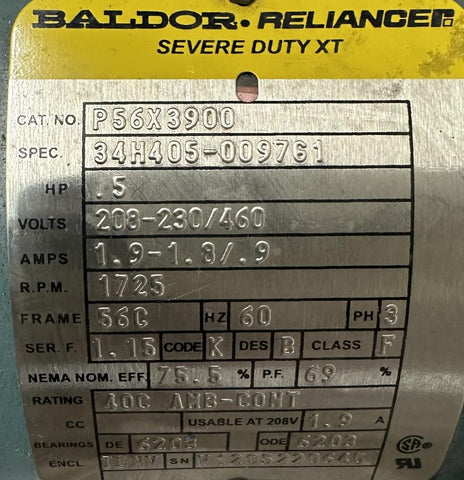 BALDOR • RELIANCE
SEVERE DUTY XT
CAT. NO. P56X3900
SPEC. 34H405-0097G1
HP .5
VOLTS 208-230/460
AMPS 1.9-1.8/.9
R.P.M. 1725
FRAME 56C HZ 60 PH 3
SER. F. 1.15 CODE K DES B CLASS F
NEMA NOM. EFF. 75.5 % P.F. 69 %
RATING 40C AMB-CONT
CC USABLE AT 208V 1.9 A
BEARINGS DE 6203 ODE 6203
ENCL SN